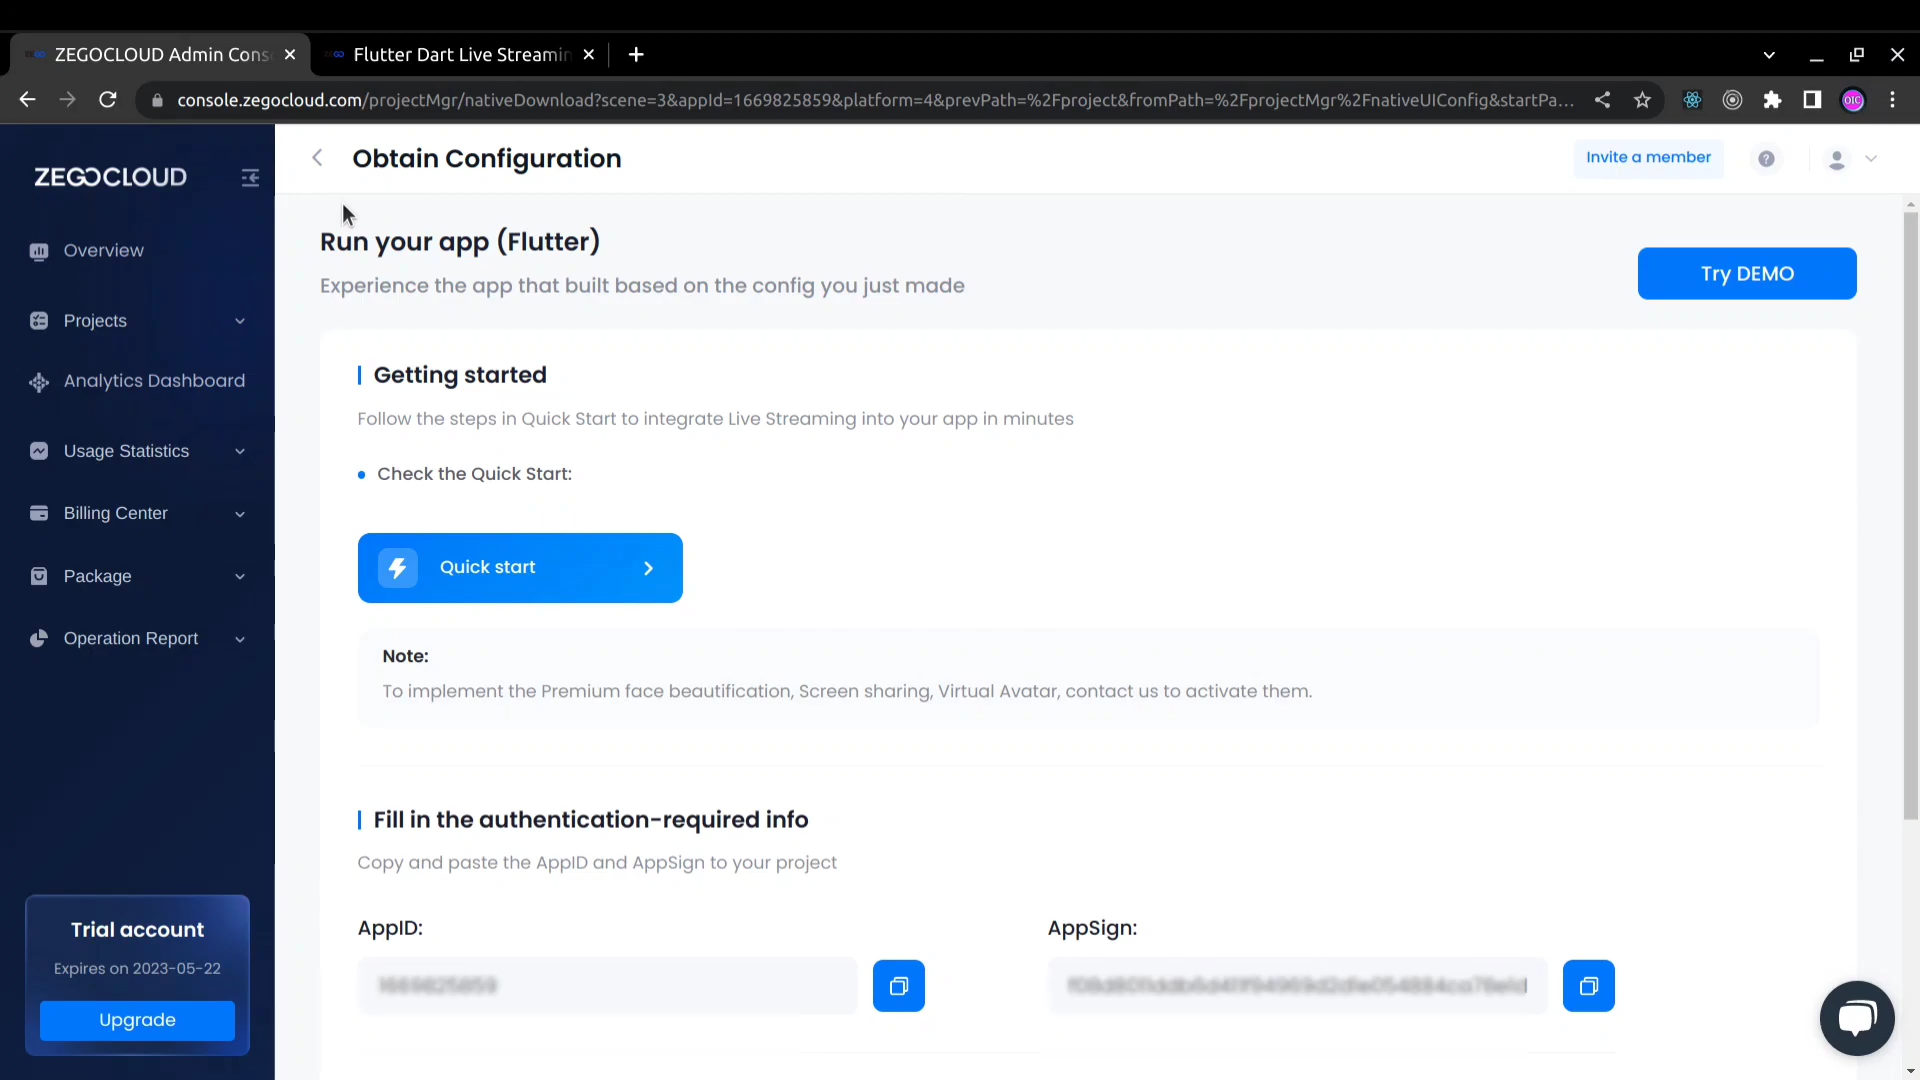 ZEGOCLOUD Admin Cons
Flutter Dart Live Streamin
console.zegocloud.com/projectMgr/nativeDownload?scene=3&appId=1669825859&platform=4&prevPath=%2Fproject&fromPath=%2FprojectMgr%2FnativeUIConfig&startPa...
OIC
ZEGOCLOUD
Obtain Configuration
Invite a member
?
Overview
Projects
Analytics Dashboard
Usage Statistics
Billing Center
Package
Operation Report
Trial account
Expires on 2023-05-22
Upgrade
Run your app (Flutter)
Experience the app that built based on the config you just made
Try DEMO
Getting started
Follow the steps in Quick Start to integrate Live Streaming into your app in minutes
Check the Quick Start:
Quick start
Note:
To implement the Premium face beautification, Screen sharing, Virtual Avatar, contact us to activate them.
Fill in the authentication-required info
Copy and paste the AppID and AppSign to your project
AppID:
AppSign: